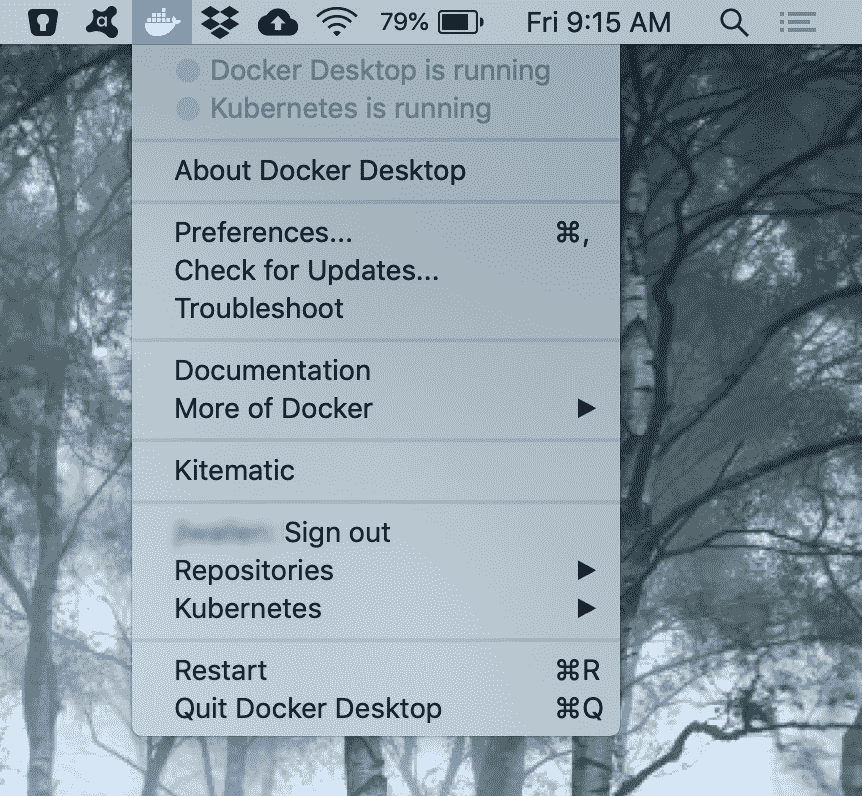 79% Fri 9:15 AM
Docker Desktop is running
Kubernetes is running
About Docker Desktop
Preferences... ⌘,
Check for Updates...
Troubleshoot
Documentation
More of Docker ▶
Kitematic
Sign out
Repositories ▶
Kubernetes ▶
Restart ⌘R
Quit Docker Desktop ⌘Q